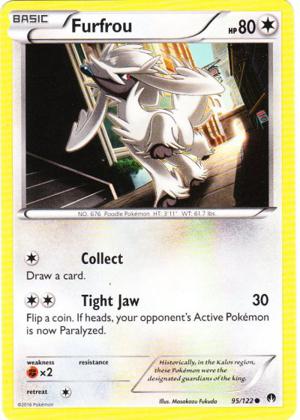 BASIC
Furfrou
HP 80
NO. 676 Poodle Pokémon HT: 3'11" WT: 61.7 lbs.
Collect
Draw a card.
Tight Jaw 30
Flip a coin. If heads, your opponent's Active Pokémon
is now Paralyzed.
weakness resistance
×2
retreat
Historically, in the Kalos region,
these Pokémon were the
designated guardians of the king.
Illus. Masakazu Fukuda
95/122
©2016 Pokémon